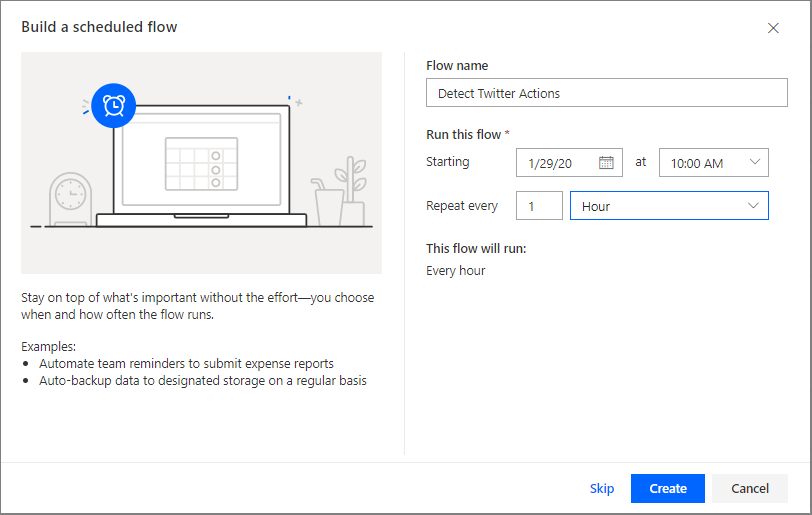 Build a scheduled flow
Stay on top of what's important without the effort—you choose
when and how often the flow runs.
Examples:
• Automate team reminders to submit expense reports
• Auto-backup data to designated storage on a regular basis
Flow name
Detect Twitter Actions
Run this flow *
Starting 1/29/20 at 10:00 AM
Repeat every 1 Hour
This flow will run:
Every hour
Skip Create Cancel